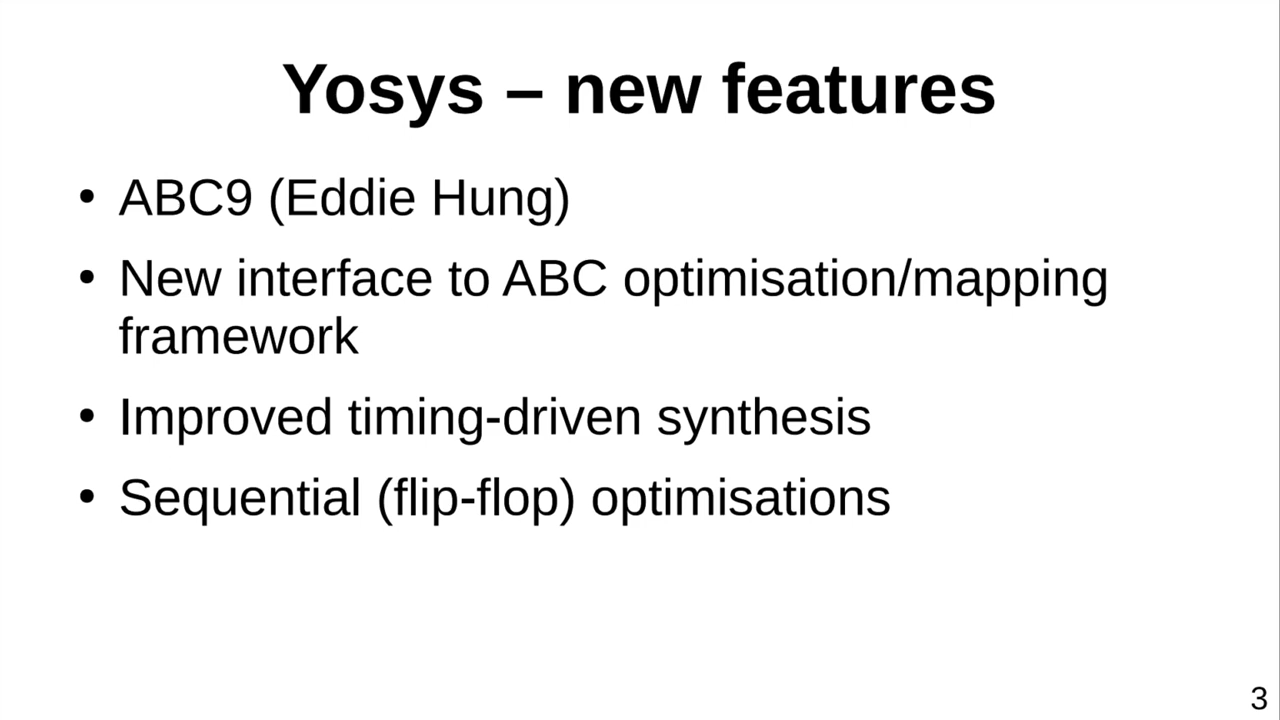 Yosys – new features
• ABC9 (Eddie Hung)
• New interface to ABC optimisation/mapping
framework
• Improved timing-driven synthesis
• Sequential (flip-flop) optimisations
3